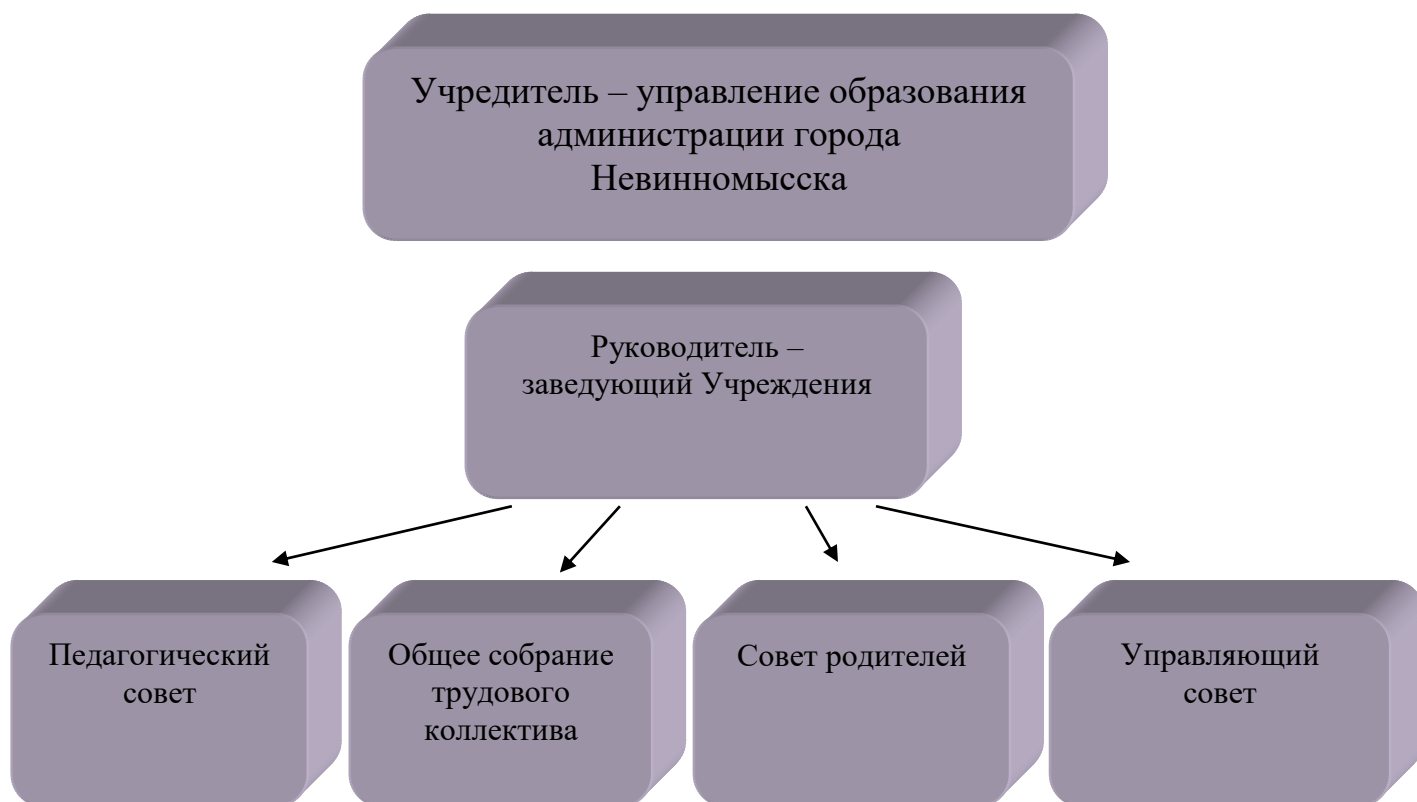 Учредитель – управление образования
администрации города
Невинномысска
Руководитель –
заведующий Учреждения
Педагогический
совет
Общее собрание
трудового
коллектива
Совет родителей
Управляющий
совет